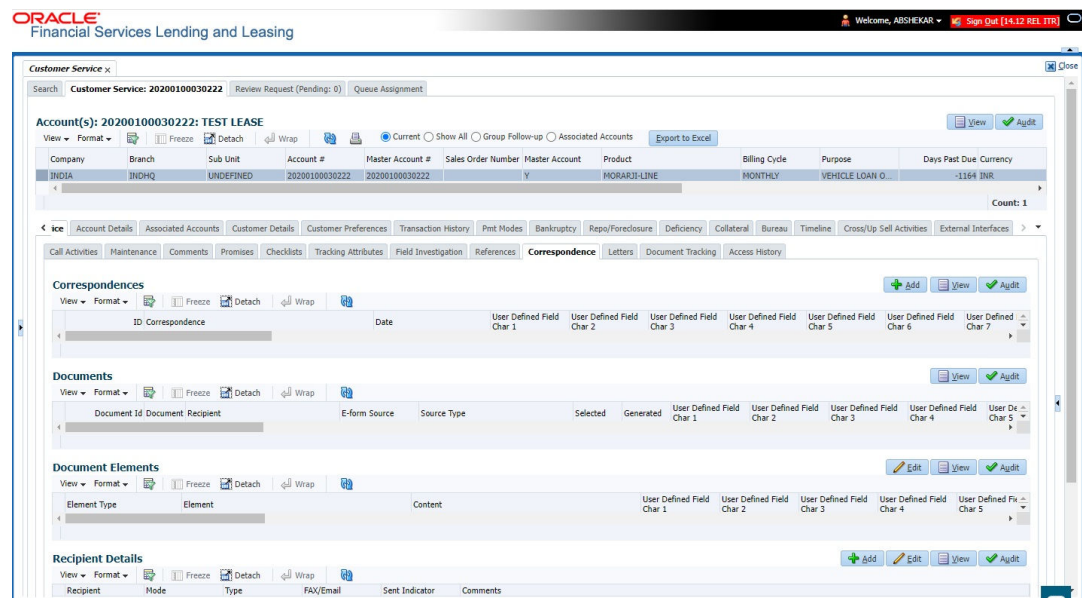 ORACLE
Financial Services Lending and Leasing
Welcome, ABSHEKAR
Sign Out [14.12 REL ITR]
Customer Service x
Close
Search Customer Service: 20200100030222 Review Request (Pending: 0) Queue Assignment
Account(s): 20200100030222: TEST LEASE
View Audit
View Format Freeze Detach Wrap Current Show All Group Follow-up Associated Accounts Export to Excel
Company Branch Sub Unit Account # Master Account # Sales Order Number Master Account Product Billing Cycle Purpose Days Past Due Currency
INDIA INDHQ UNDEFINED 20200100030222 20200100030222 Y MORARJI-LINE MONTHLY VEHICLE LOAN O... -1164 INR
Count: 1
ice Account Details Associated Accounts Customer Details Customer Preferences Transaction History Pmt Modes Bankruptcy Repo/Foreclosure Deficiency Collateral Bureau Timeline Cross/Up Sell Activities External Interfaces
Call Activities Maintenance Comments Promises Checklists Tracking Attributes Field Investigation References Correspondence Letters Document Tracking Access History
Correspondences
Add View Audit
View Format Freeze Detach Wrap
ID Correspondence Date User Defined Field Char 1 User Defined Field Char 2 User Defined Field Char 3 User Defined Field Char 4 User Defined Field Char 5 User Defined Field Char 6 User Defined Char 7
Documents
View Audit
View Format Freeze Detach Wrap
Document Id Document Recipient E-form Source Source Type Selected Generated User Defined Field Char 1 User Defined Field Char 2 User Defined Field Char 3 User Defined Field Char 4 User De Char 5
Document Elements
Edit View Audit
View Format Freeze Detach Wrap
Element Type Element Content User Defined Field Char 1 User Defined Field Char 2 User Defined Field Char 3 User Defined Field Char 4 User Defined Fie Char 5
Recipient Details
Add Edit View Audit
View Format Freeze Detach Wrap
Recipient Mode Type FAX/Email Sent Indicator Comments